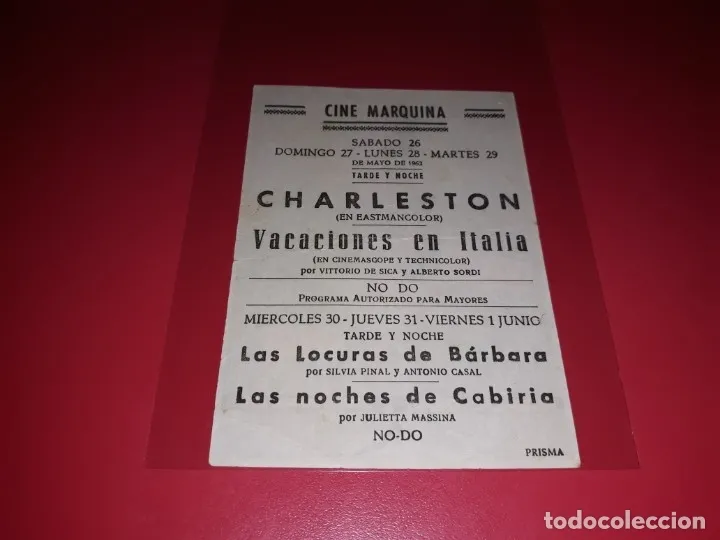 CINE MARQUINA
SABADO 26
DOMINGO 27 - LUNES 28 - MARTES 29
DE MAYO DE 1962
TARDE Y NOCHE
CHARLESTON
(EN EASTMANCOLOR)
Vacaciones en Italia
(EN CINEMASCOPE Y TECHNICOLOR)
por VITTORIO DE SICA y ALBERTO SORDI
NO DO
PROGRAMA AUTORIZADO PARA MAYORES
MIERCOLES 30 - JUEVES 31 - VIERNES 1 JUNIO
TARDE Y NOCHE
Las Locuras de Bárbara
por SILVIA PINAL y ANTONIO CASAL
Las noches de Cabiria
por JULIETTA MASSINA
NO-DO
PRISMA
todocoleccion.net